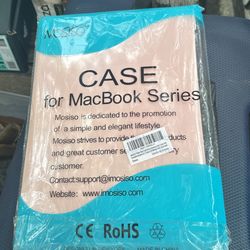 MOSISO
CASE
for MacBook Series
Mosiso is dedicated to the promotion
of a simple and elegant lifestyle.
Mosiso strives to provide
and great customer
customer.
Contact:support@imosiso.com
Website: www.imosiso.com
CE RoHS